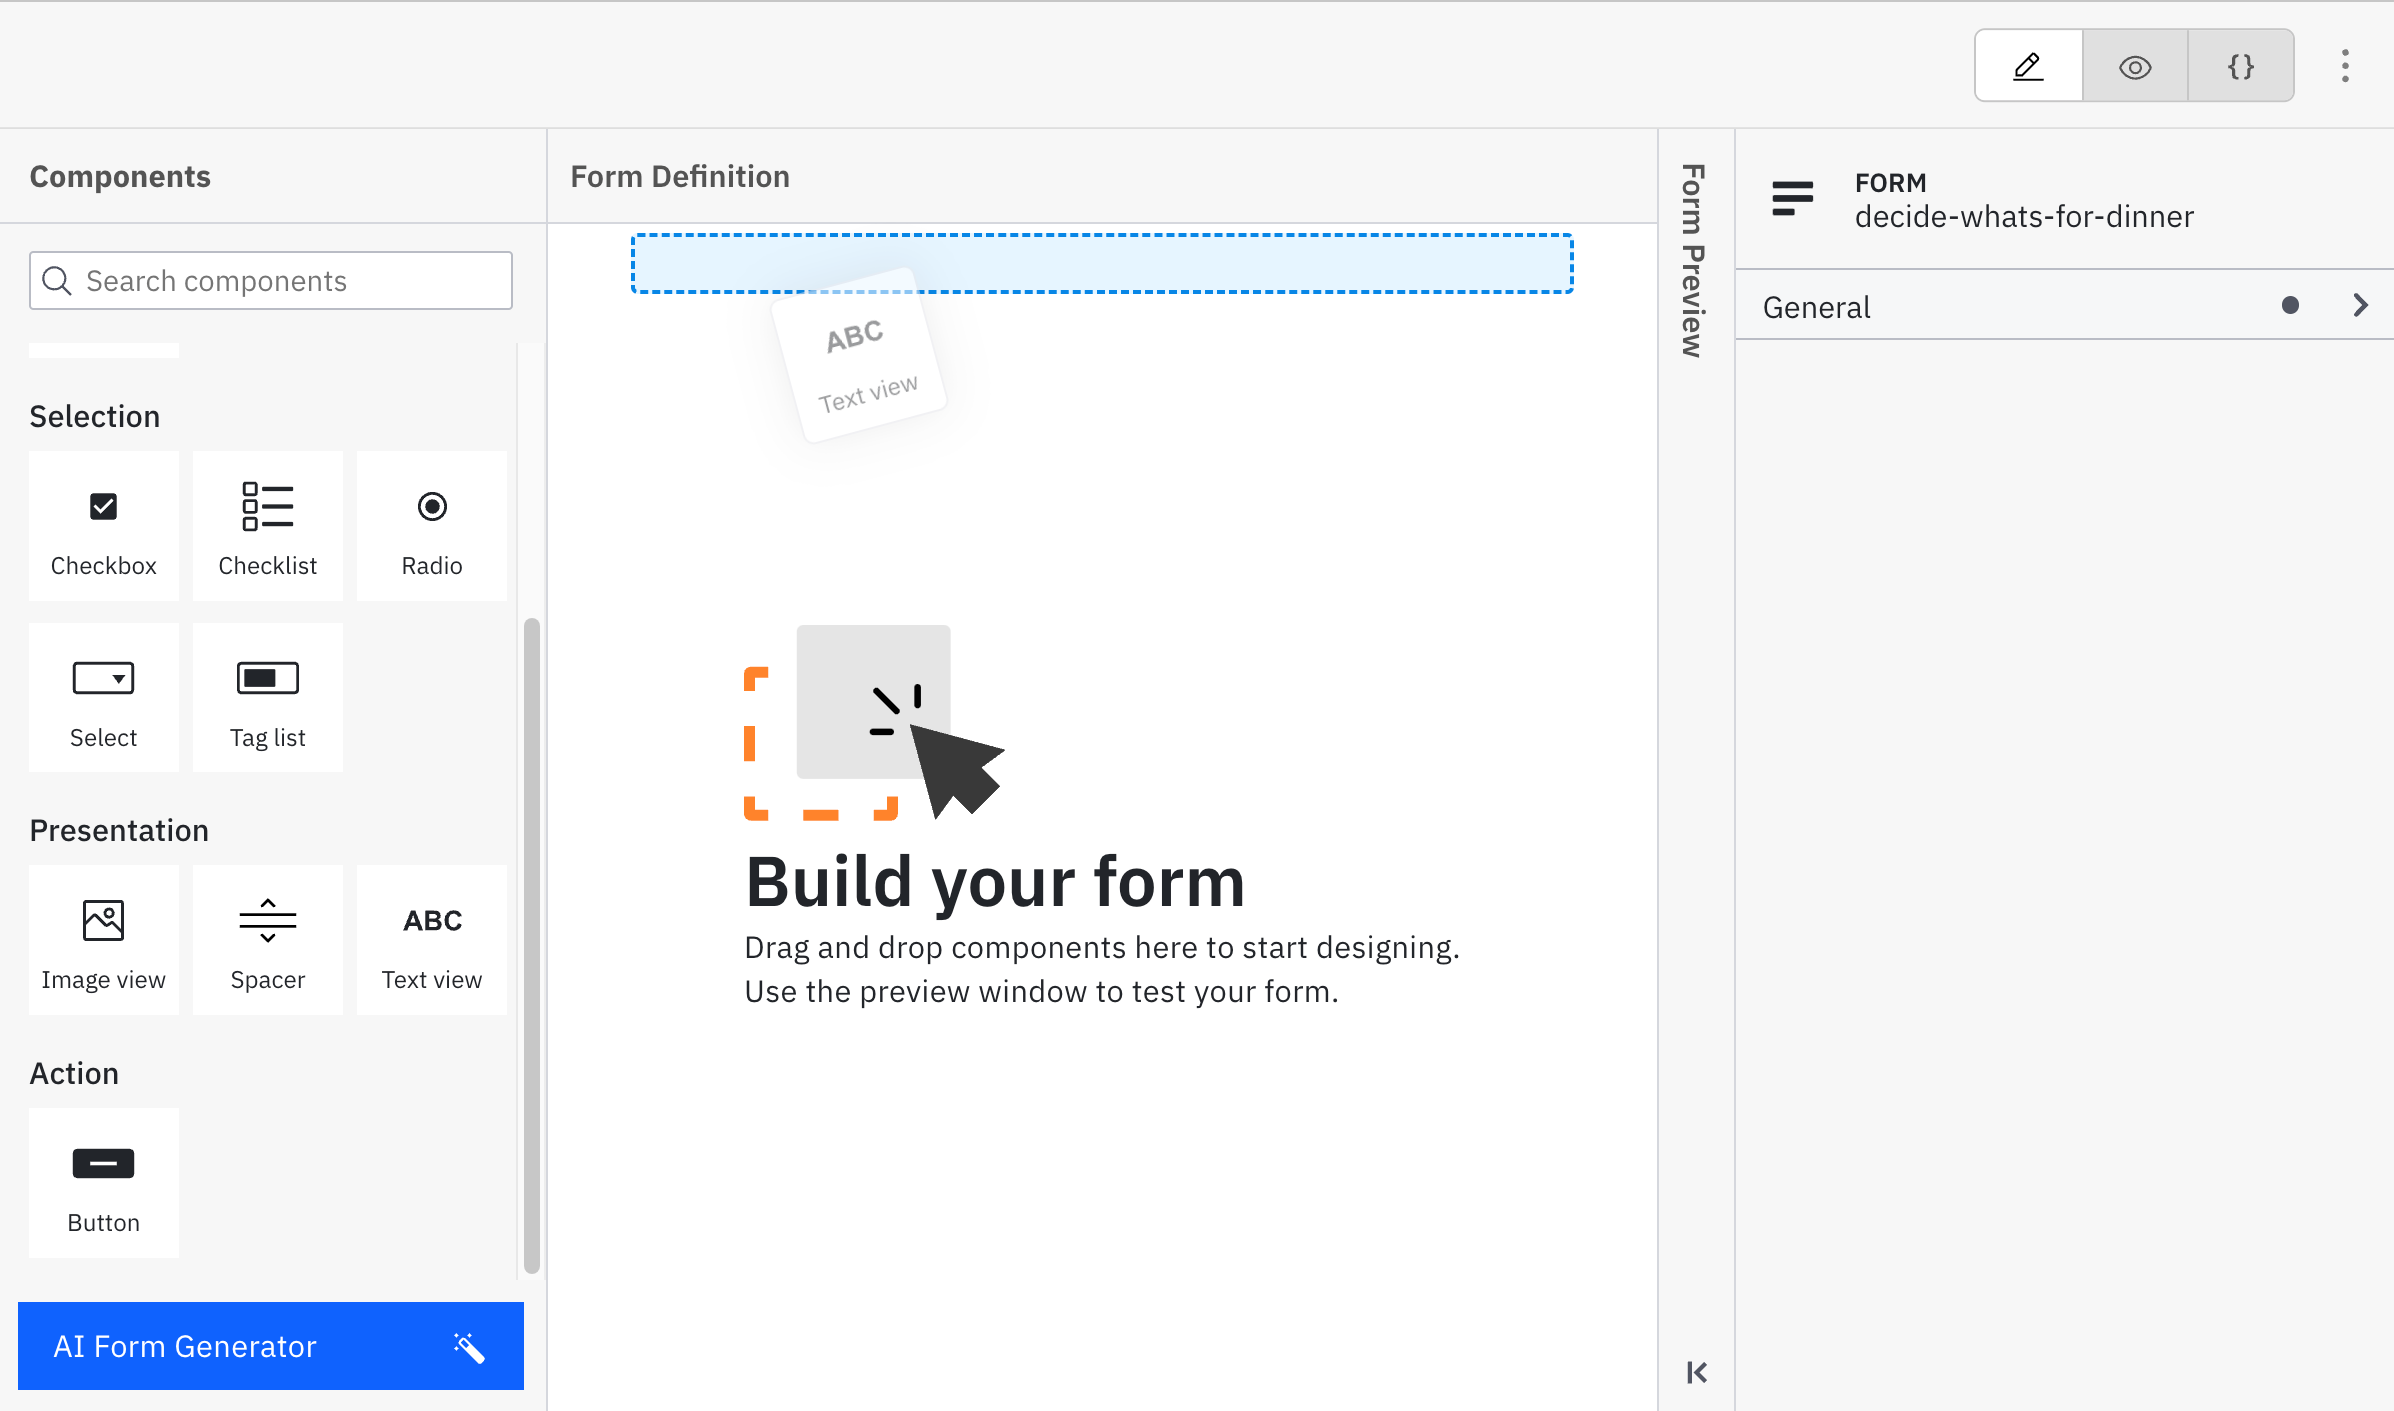 {}
Components
Search components
Selection
Checkbox
Checklist
Radio
Select
Tag list
Presentation
Image view
Spacer
ABC
Text view
Action
Button
AI Form Generator
Form Definition
ABC
Text view
Build your form
Drag and drop components here to start designing.
Use the preview window to test your form.
Form Preview
FORM
decide-whats-for-dinner
General